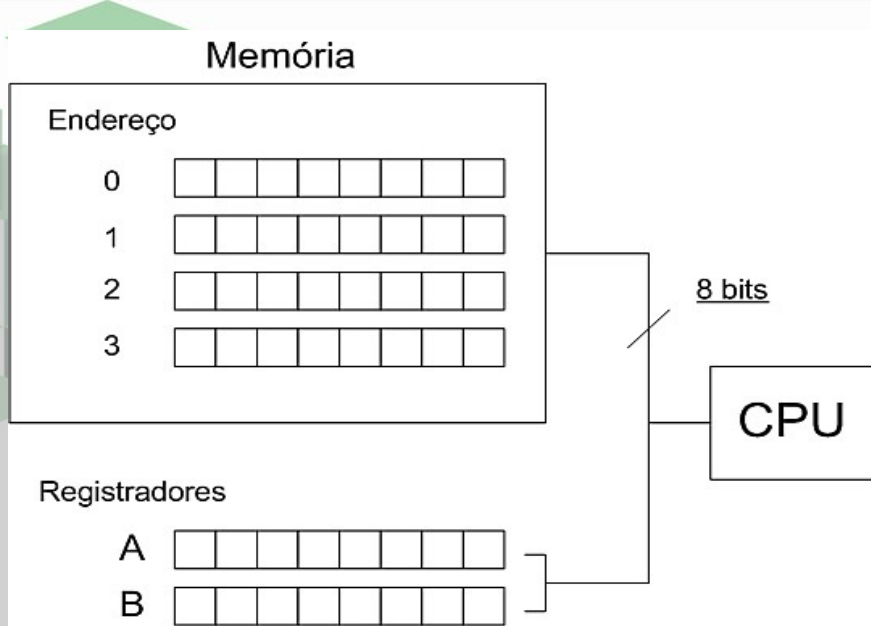 Memória
Endereço
0
1
2
3
8 bits
CPU
Registradores
A
B